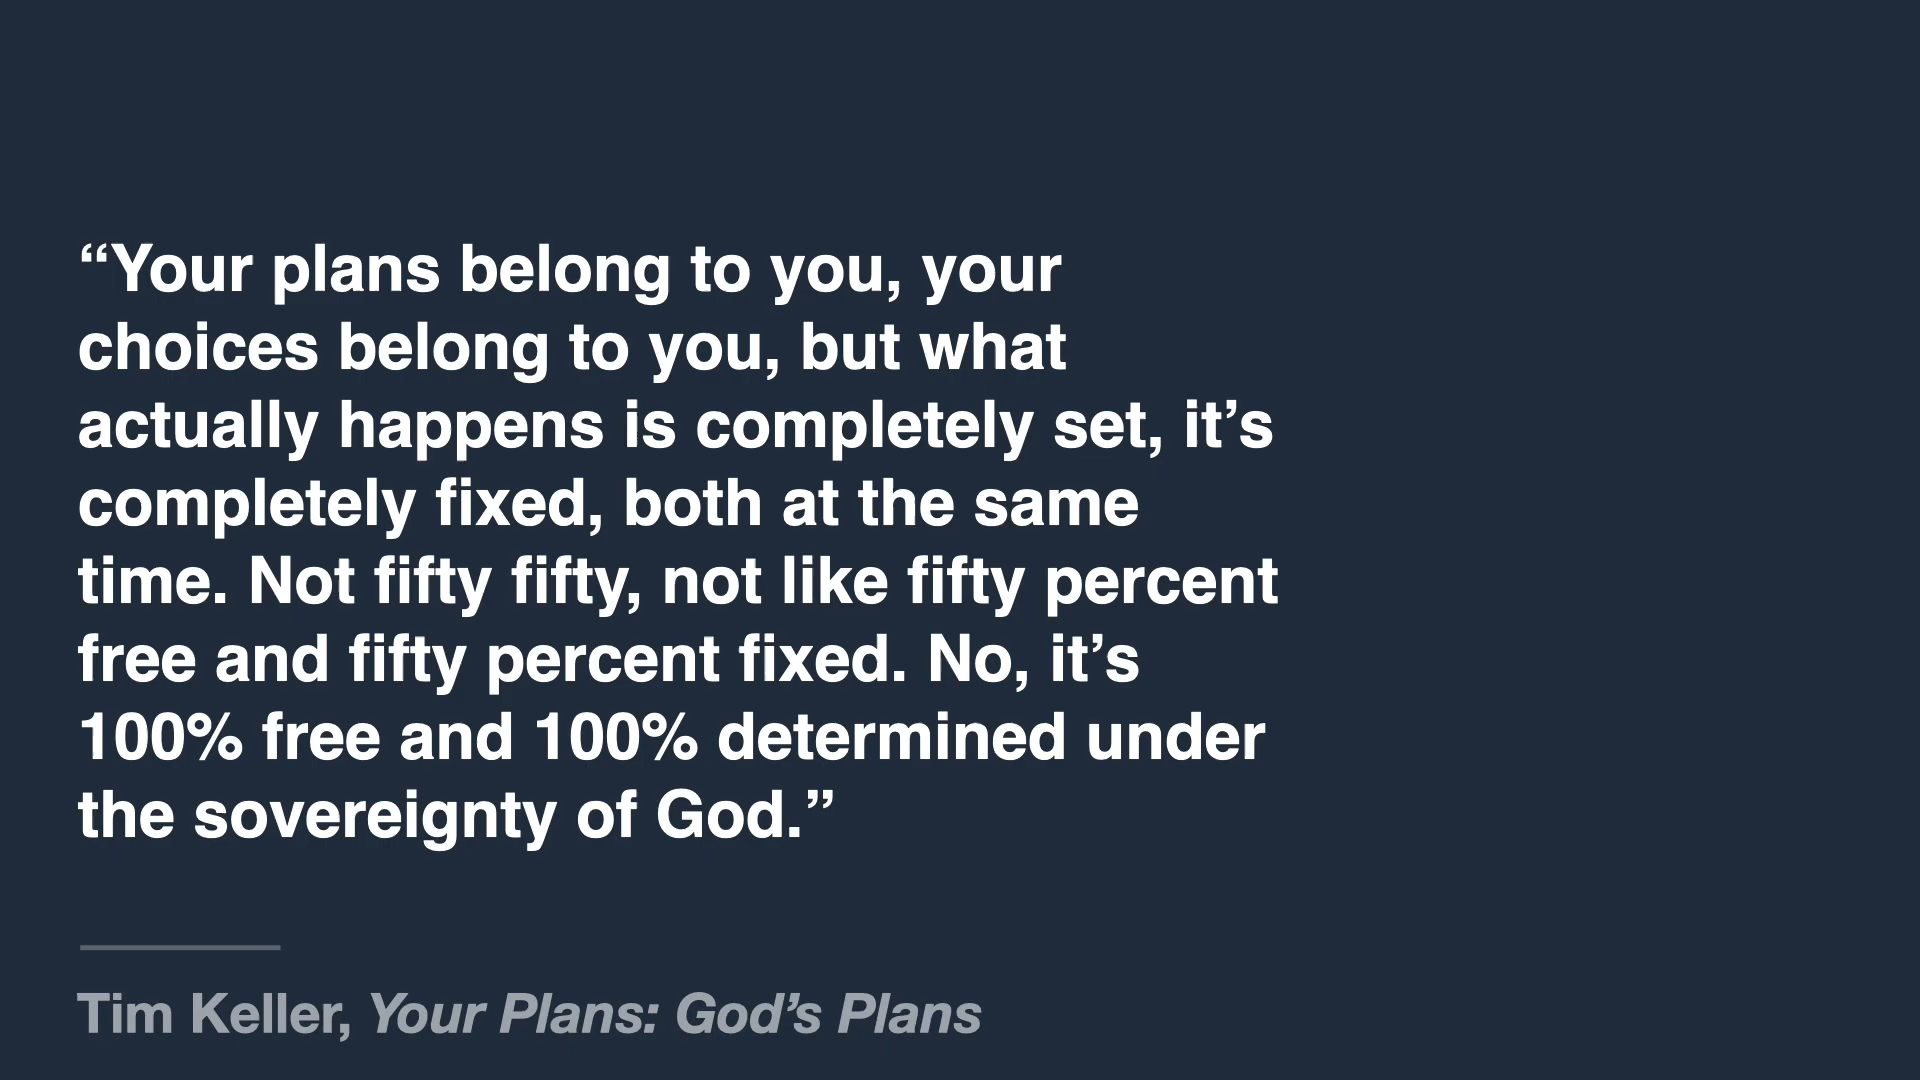 “Your plans belong to you, your
choices belong to you, but what
actually happens is completely set, it’s
completely fixed, both at the same
time. Not fifty fifty, not like fifty percent
free and fifty percent fixed. No, it’s
100% free and 100% determined under
the sovereignty of God.”
Tim Keller, Your Plans: God’s Plans